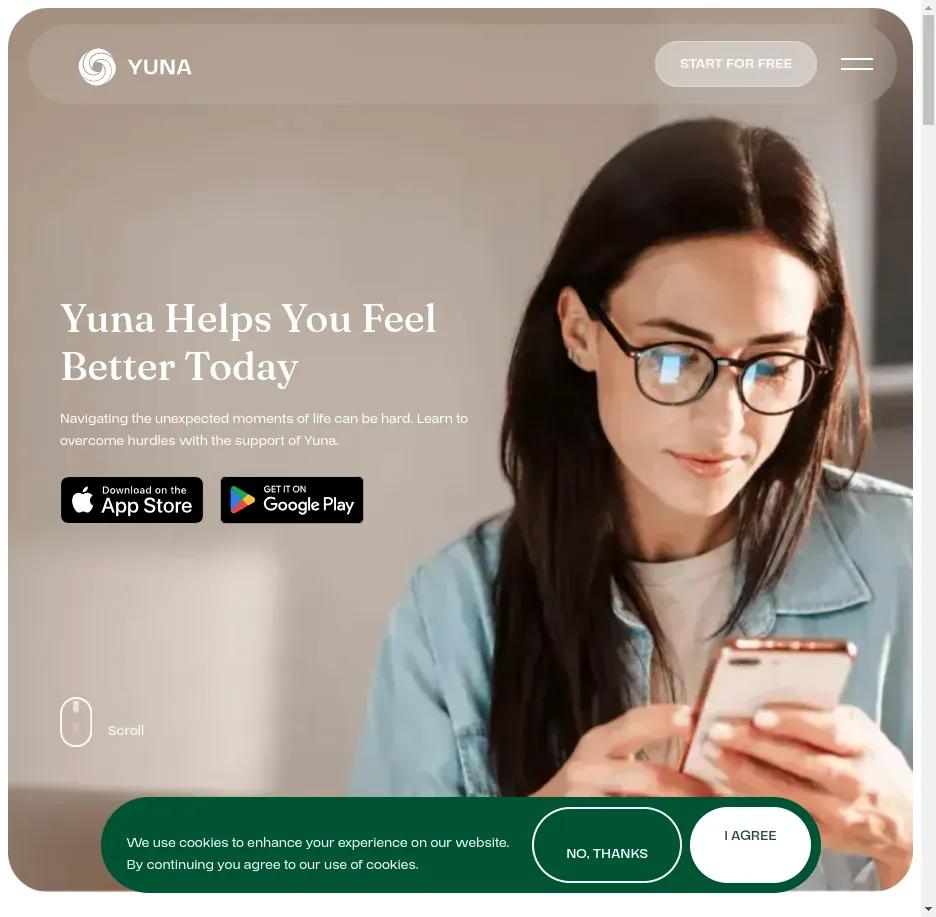 YUNA
START FOR FREE
Yuna Helps You Feel
Better Today
Navigating the unexpected moments of life can be hard. Learn to
overcome hurdles with the support of Yuna.
Download on the
App Store
GET IT ON
Google Play
Scroll
We use cookies to enhance your experience on our website.
By continuing you agree to our use of cookies.
NO, THANKS
I AGREE